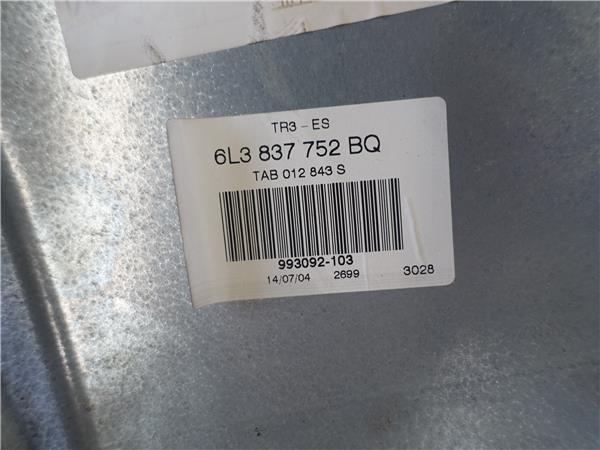 TR3 - ES
6L3 837 752 BQ
TAB 012 843 S
993092-103
14/07/04 2699 3028